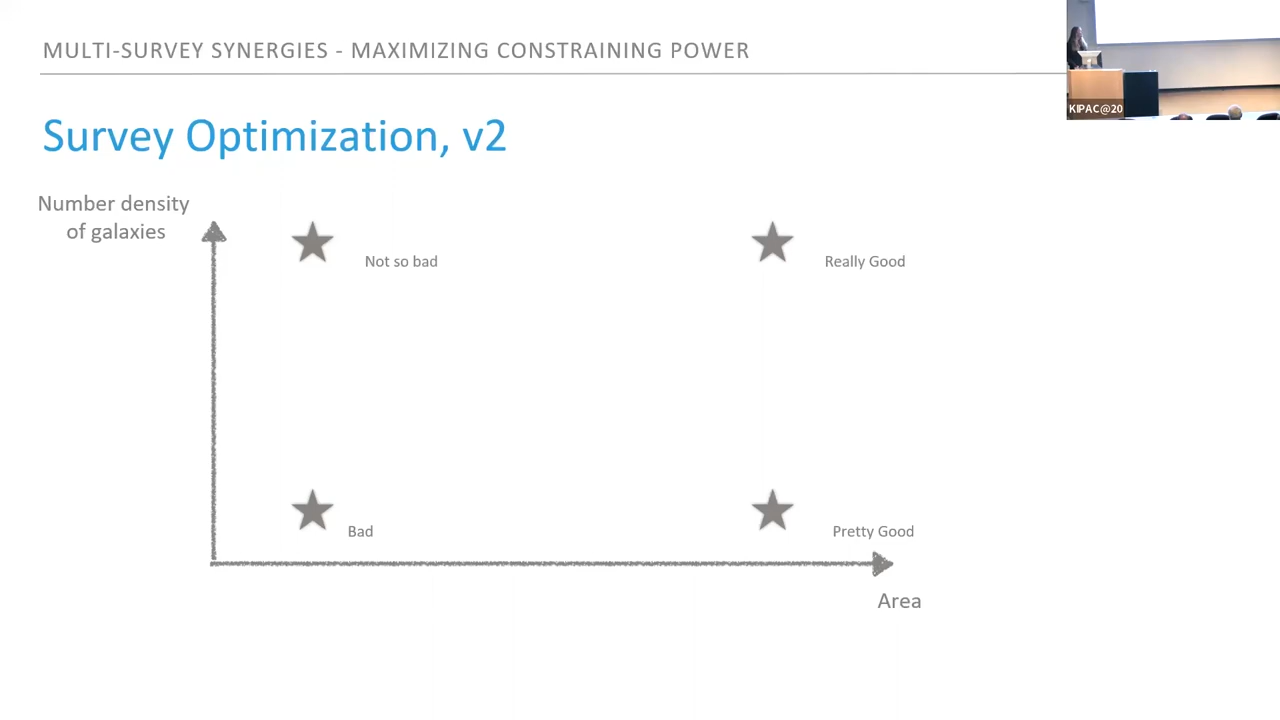 MULTI-SURVEY SYNERGIES - MAXIMIZING CONSTRAINING POWER
KIPAC@20
Survey Optimization, v2
Number density
of galaxies
Not so bad
Really Good
Bad
Pretty Good
Area